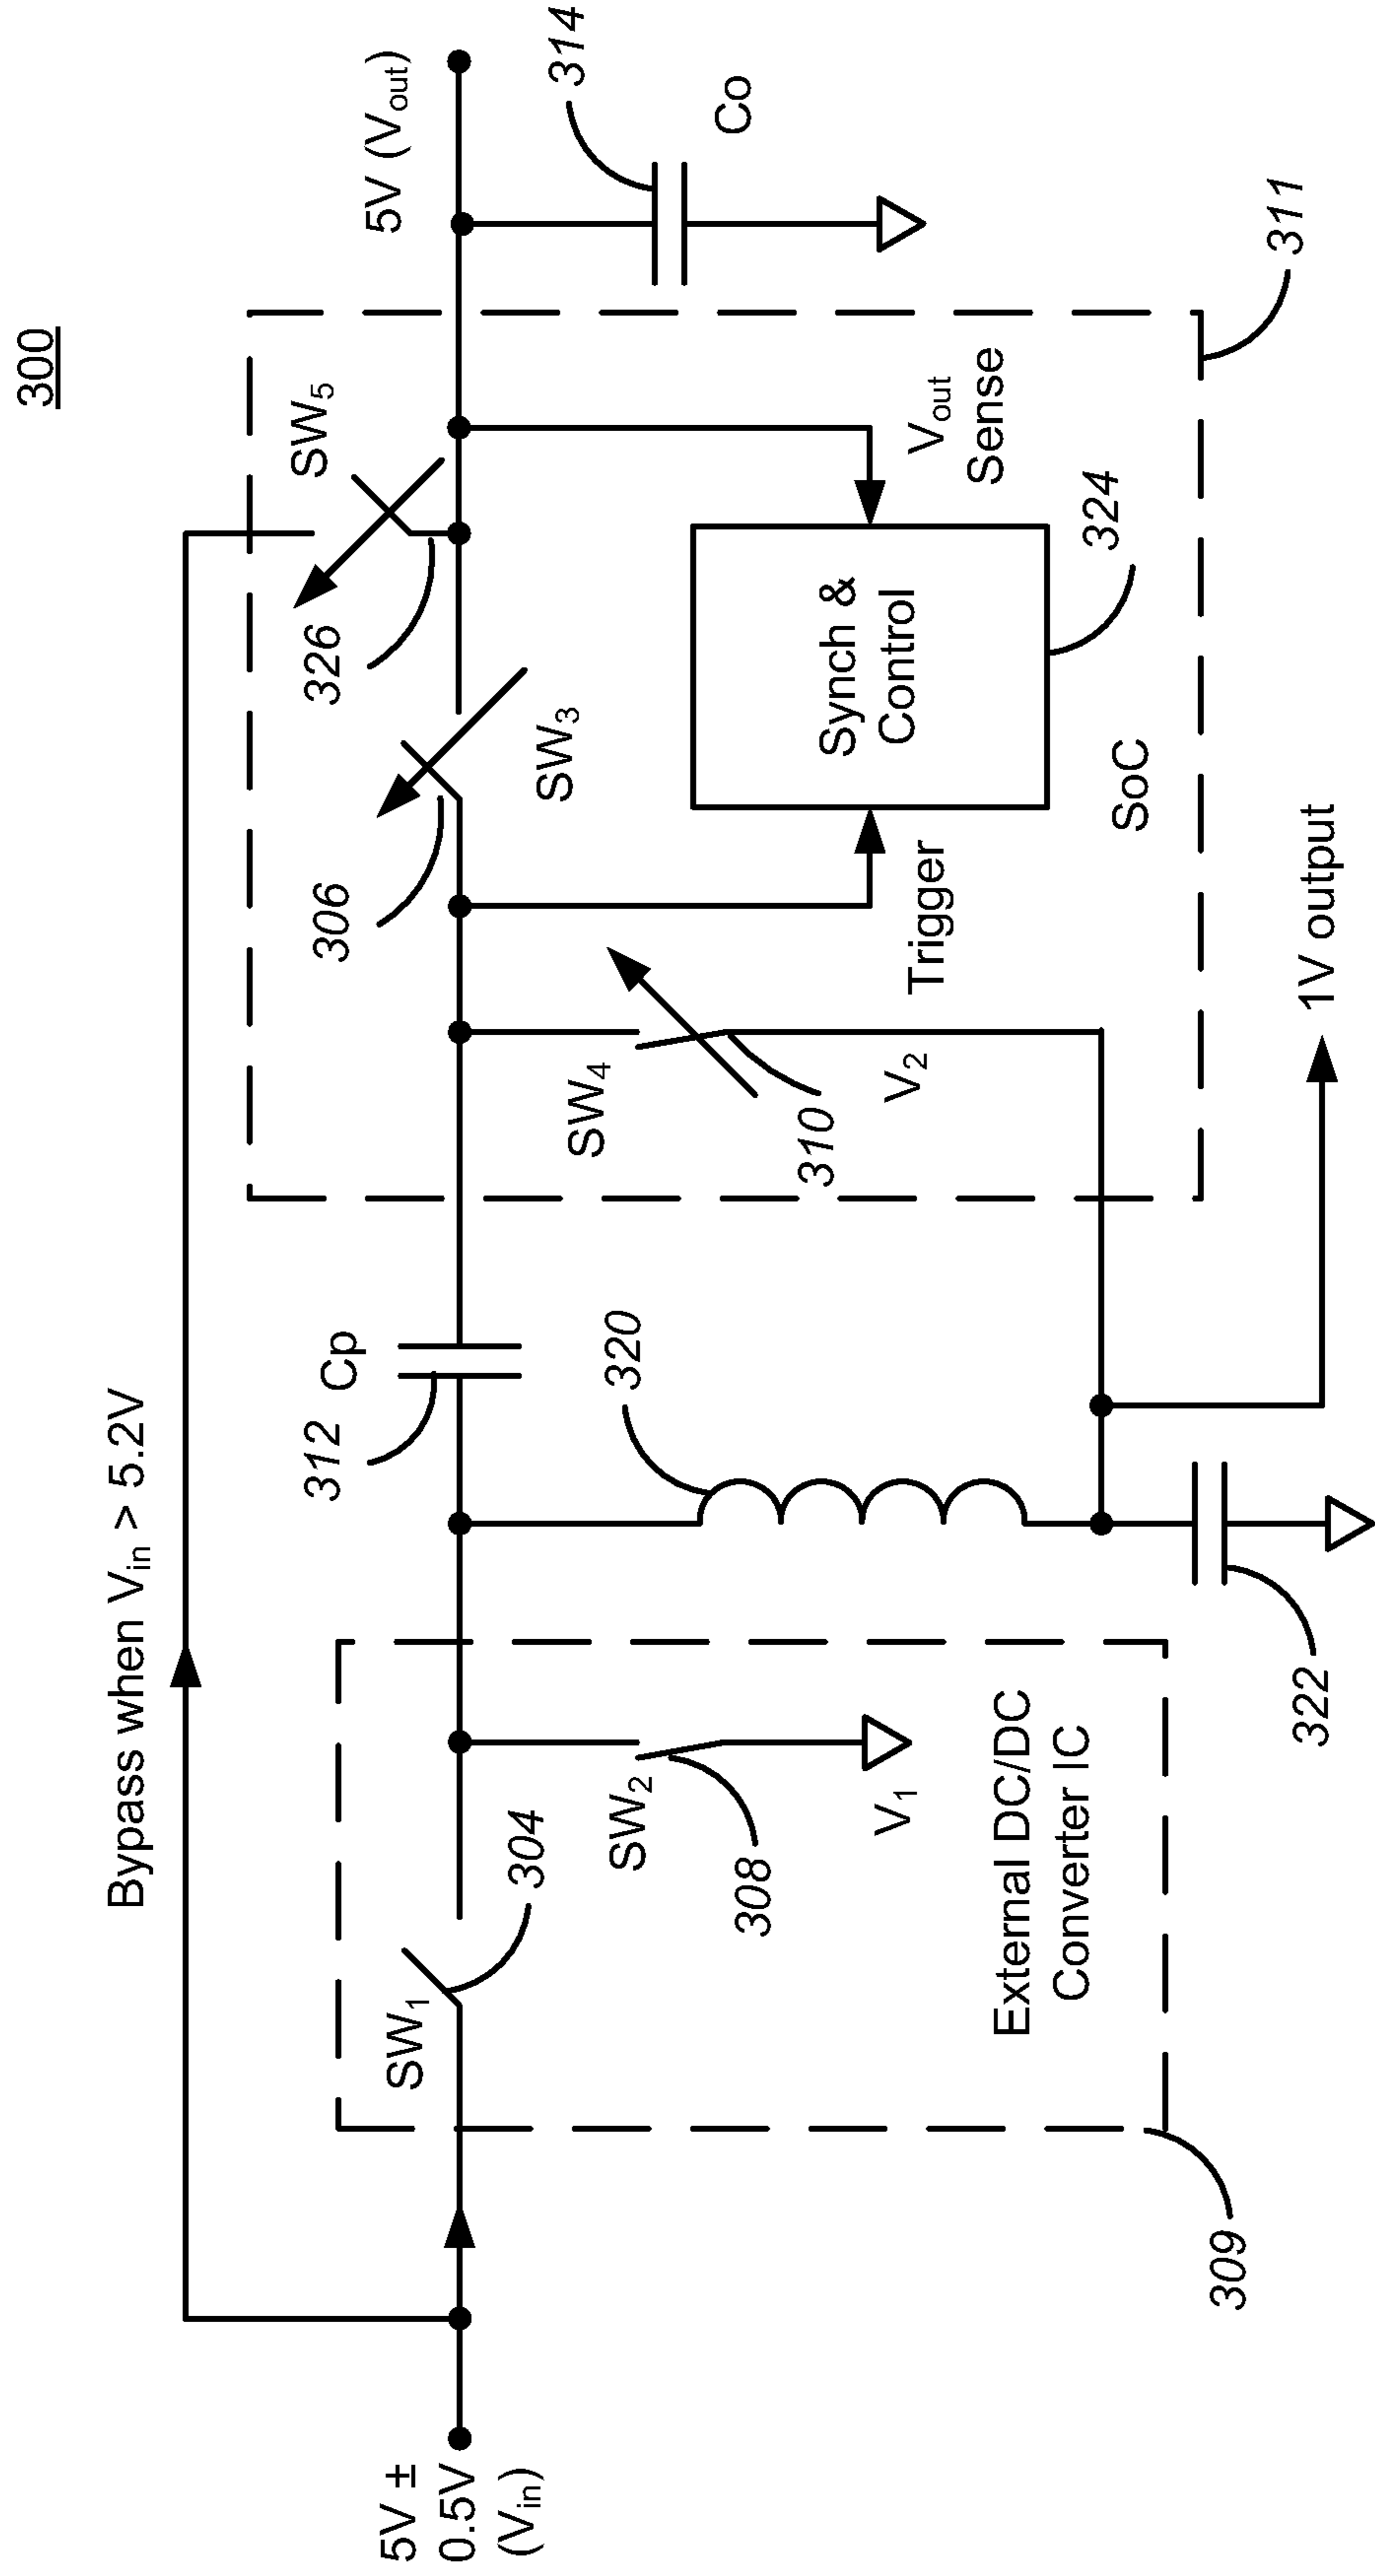 300
Bypass when Vin > 5.2V
5V ±
0.5V
(Vin)
SW1
304
SW2
308
V1
External DC/DC
Converter IC
309
312
Cp
320
322
1V output
SW4
310
V2
306
SW3
Trigger
Synch &
Control
324
SoC
326
SW5
Vout
Sense
311
5V (Vout)
314
Co